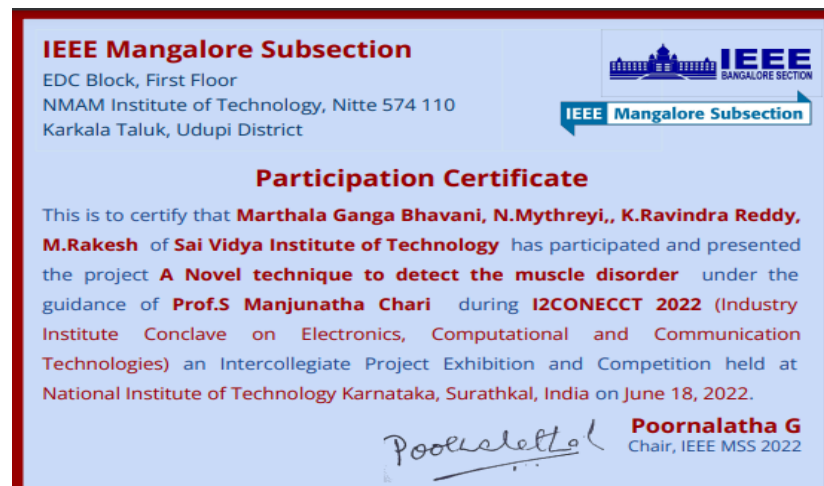 IEEE Mangalore Subsection
EDC Block, First Floor
NMAM Institute of Technology, Nitte 574 110
Karkala Taluk, Udupi District
IEEE
BANGALORE SECTION
IEEE Mangalore Subsection
Participation Certificate
This is to certify that Marthala Ganga Bhavani, N.Mythreyi,, K.Ravindra Reddy,
M.Rakesh of Sai Vidya Institute of Technology has participated and presented
the project A Novel technique to detect the muscle disorder under the
guidance of Prof.S Manjunatha Chari during I2CONECCT 2022 (Industry
Institute Conclave on Electronics, Computational and Communication
Technologies) an Intercollegiate Project Exhibition and Competition held at
National Institute of Technology Karnataka, Surathkal, India on June 18, 2022.
Poornalatha G
Chair, IEEE MSS 2022